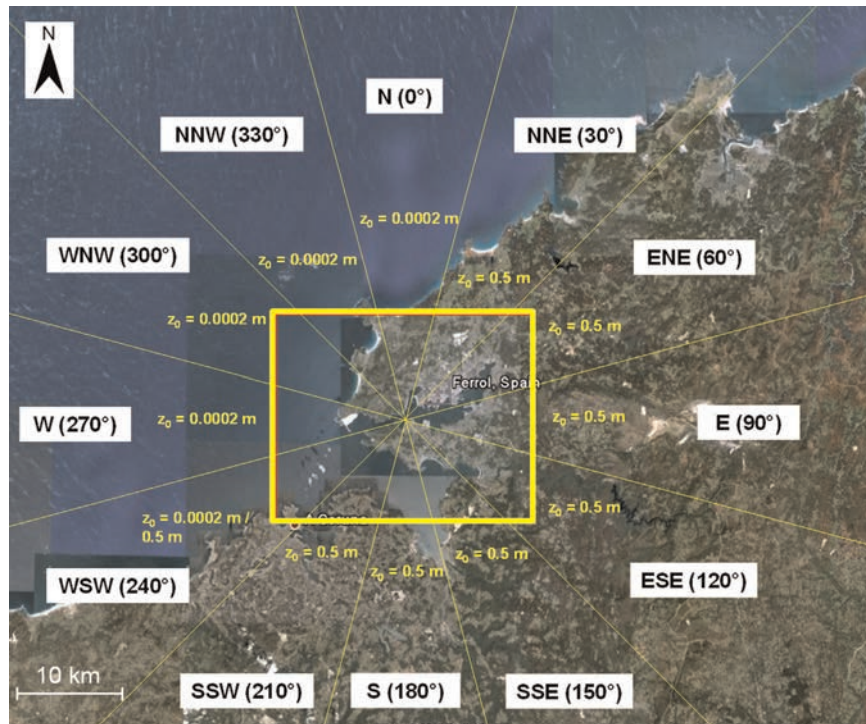 N
N (0°)
NNW (330°)
NNE (30°)
z₀ = 0.0002 m
WNW (300°)
z₀ = 0.0002 m
ENE (60°)
z₀ = 0.5 m
z₀ = 0.0002 m
z₀ = 0.5 m
Ferrol, Spain
W (270°)
z₀ = 0.0002 m
z₀ = 0.5 m
E (90°)
z₀ = 0.0002 m /
0.5 m
z₀ = 0.5 m
z₀ = 0.5 m
z₀ = 0.5 m
z₀ = 0.5 m
WSW (240°)
ESE (120°)
10 km
SSW (210°)
S (180°)
SSE (150°)